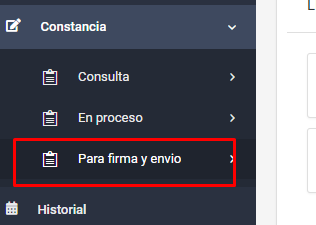 Constancia
Consulta
En proceso
Para firma y envio
Historial